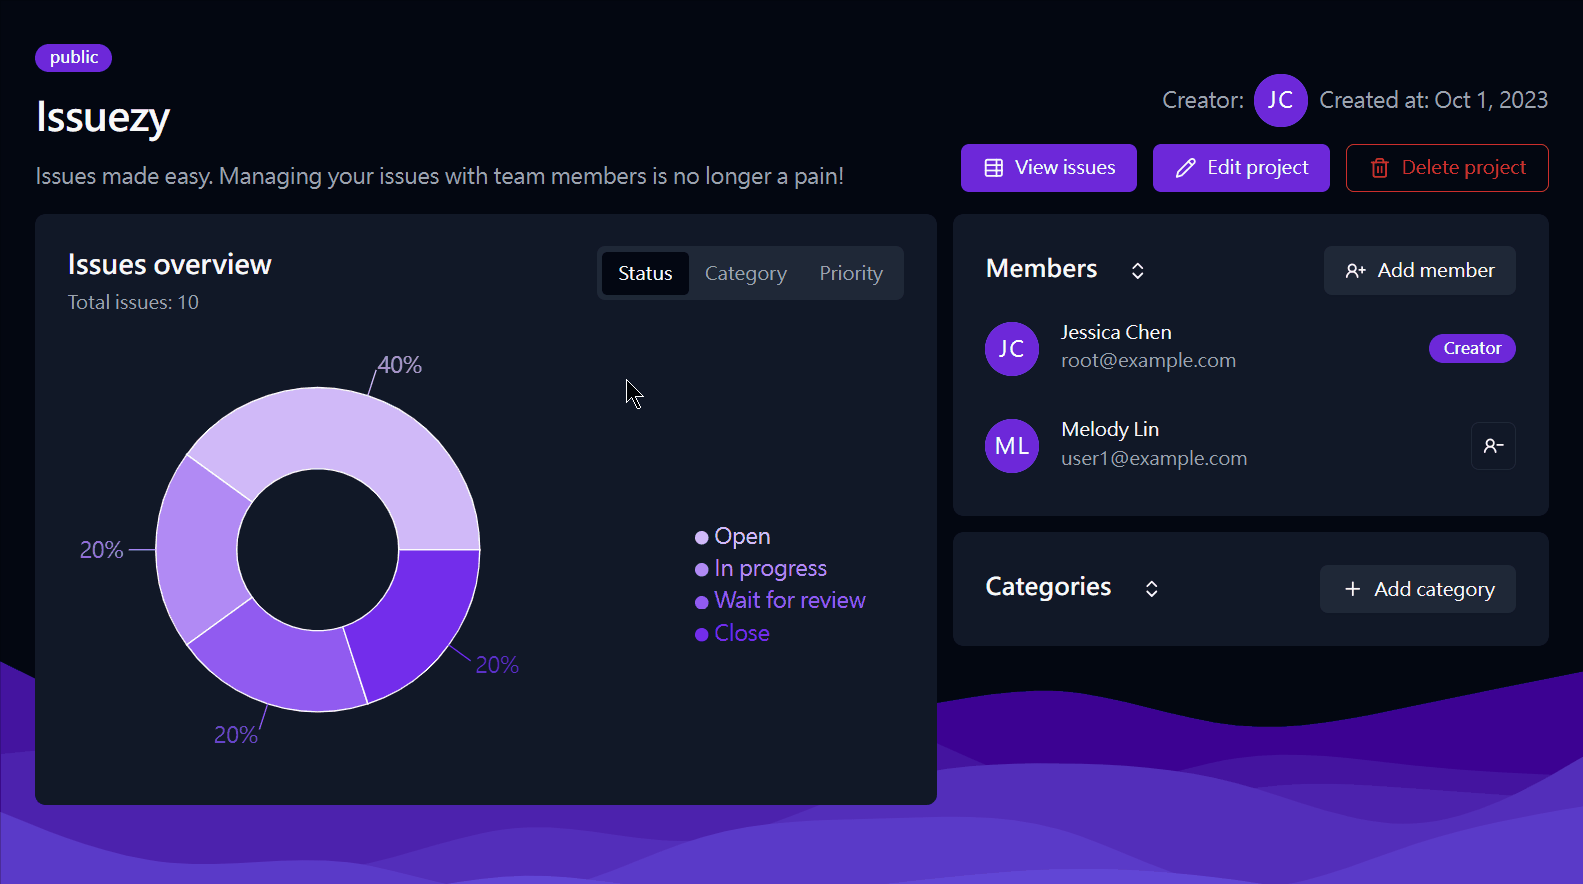 public
Issuezy
Issues made easy. Managing your issues with team members is no longer a pain!
Creator: JC Created at: Oct 1, 2023
View issues
Edit project
Delete project
Issues overview
Total issues: 10
Status Category Priority
40%
20%
20%
20%
Open
In progress
Wait for review
Close
Members
Add member
JC
Jessica Chen
root@example.com
Creator
ML
Melody Lin
user1@example.com
Categories
Add category